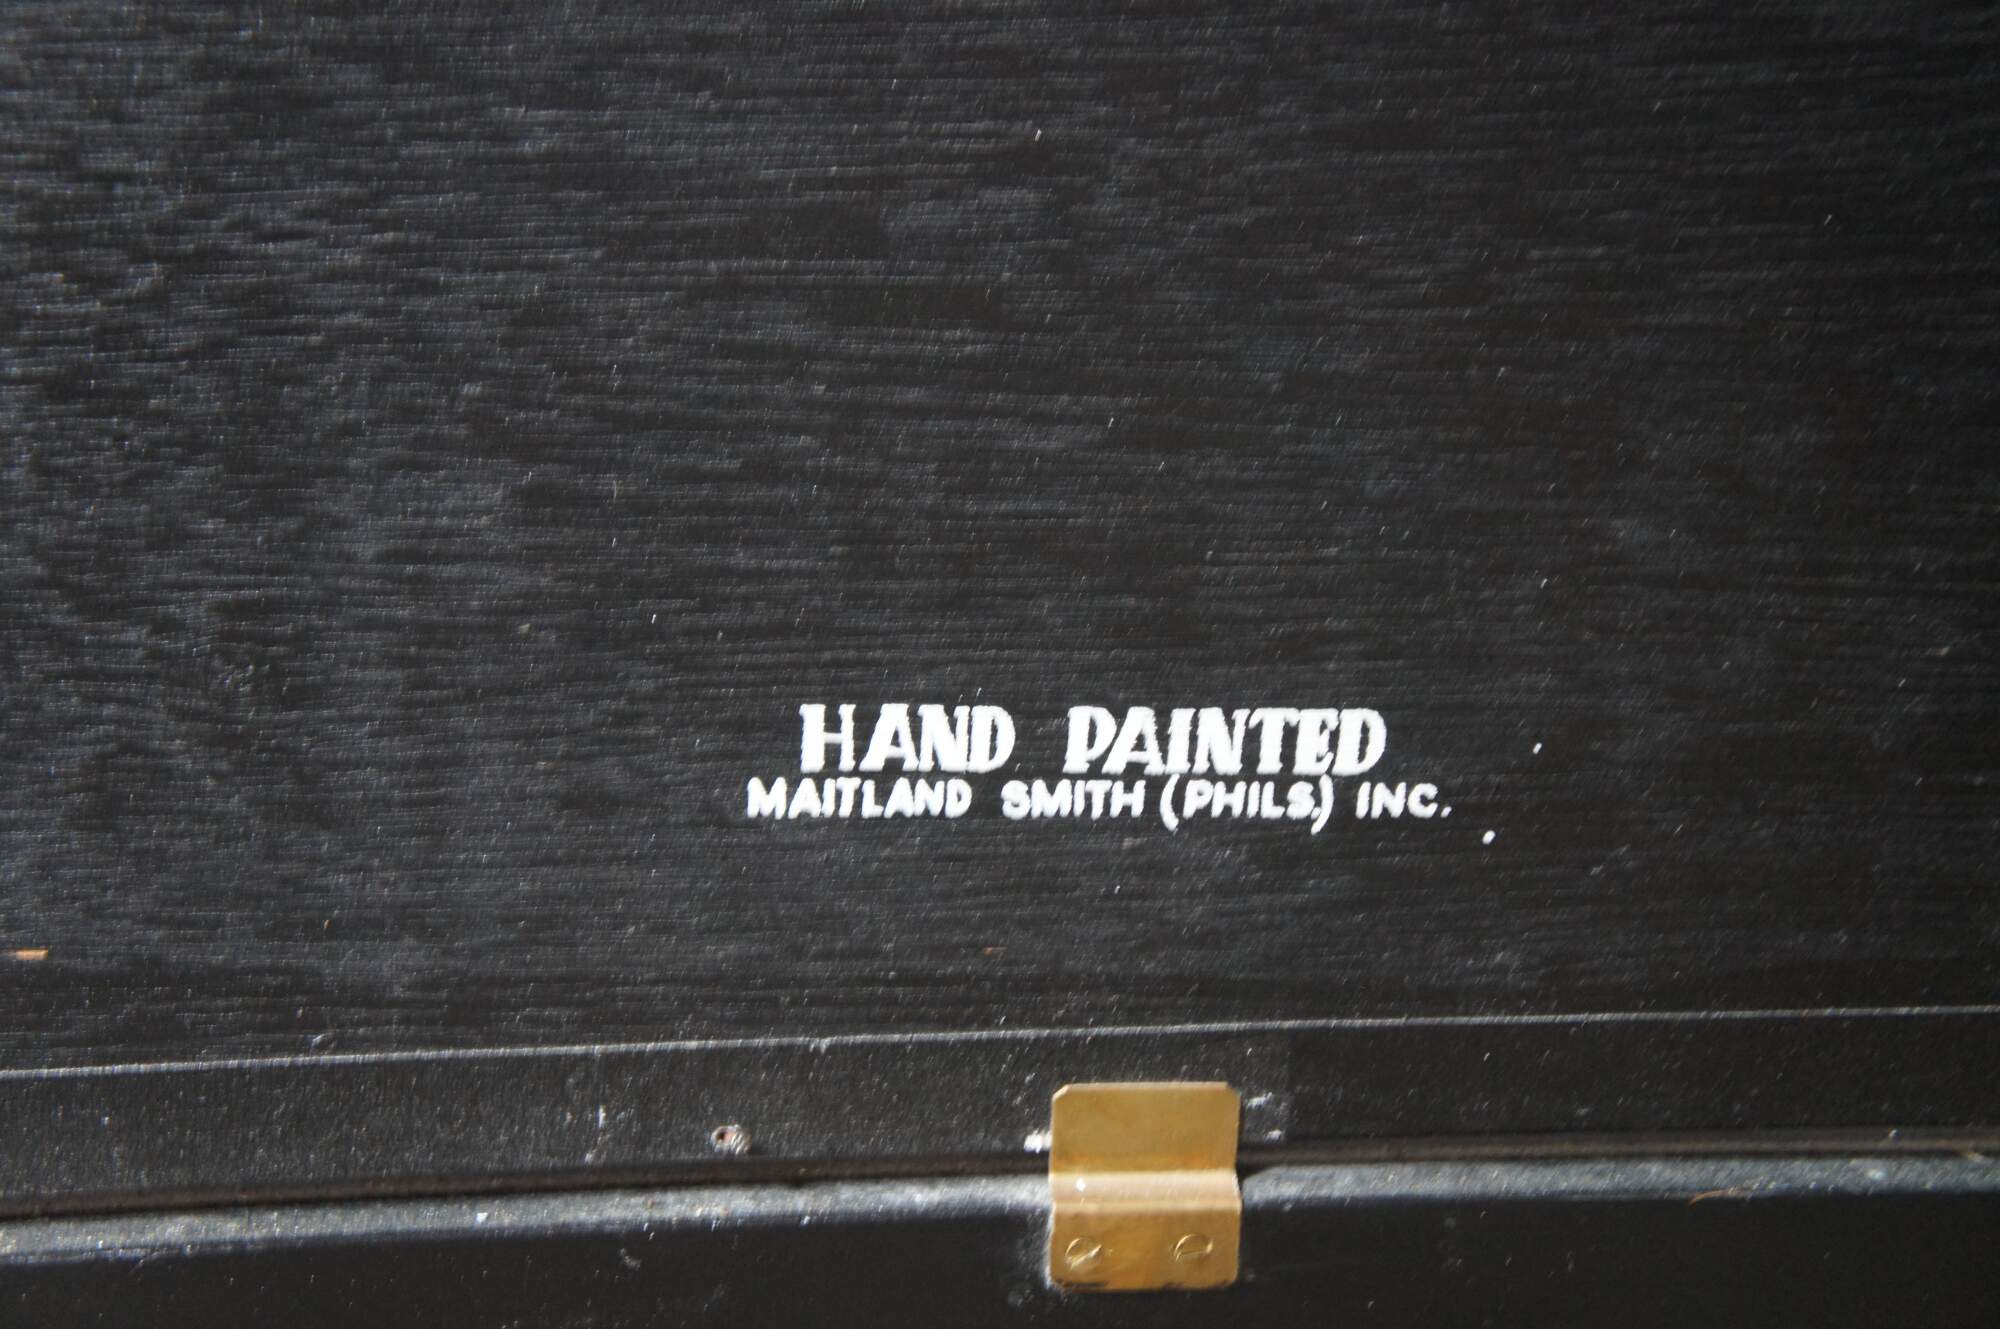 HAND PAINTED
MAITLAND SMITH (PHILS.) INC.